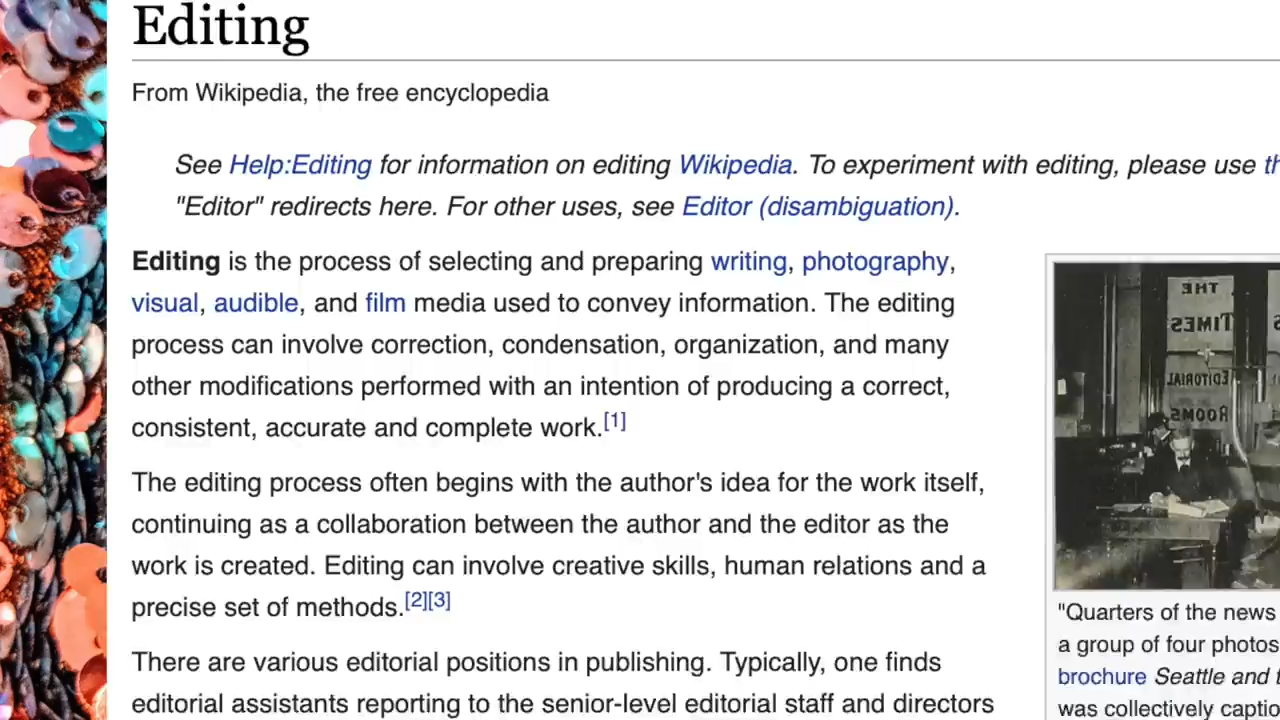 Editing
From Wikipedia, the free encyclopedia
See Help:Editing for information on editing Wikipedia. To experiment with editing, please use
"Editor" redirects here. For other uses, see Editor (disambiguation).
Editing is the process of selecting and preparing writing, photography,
visual, audible, and film media used to convey information. The editing
process can involve correction, condensation, organization, and many
other modifications performed with an intention of producing a correct,
consistent, accurate and complete work.[1]
The editing process often begins with the author's idea for the work itself,
continuing as a collaboration between the author and the editor as the
work is created. Editing can involve creative skills, human relations and a
precise set of methods.[2][3]
There are various editorial positions in publishing. Typically, one finds
editorial assistants reporting to the senior-level editorial staff and directors
THE
TIMES
EDITORIAL
ROOMS
"Quarters of the news
a group of four photos
brochure Seattle and
was collectively